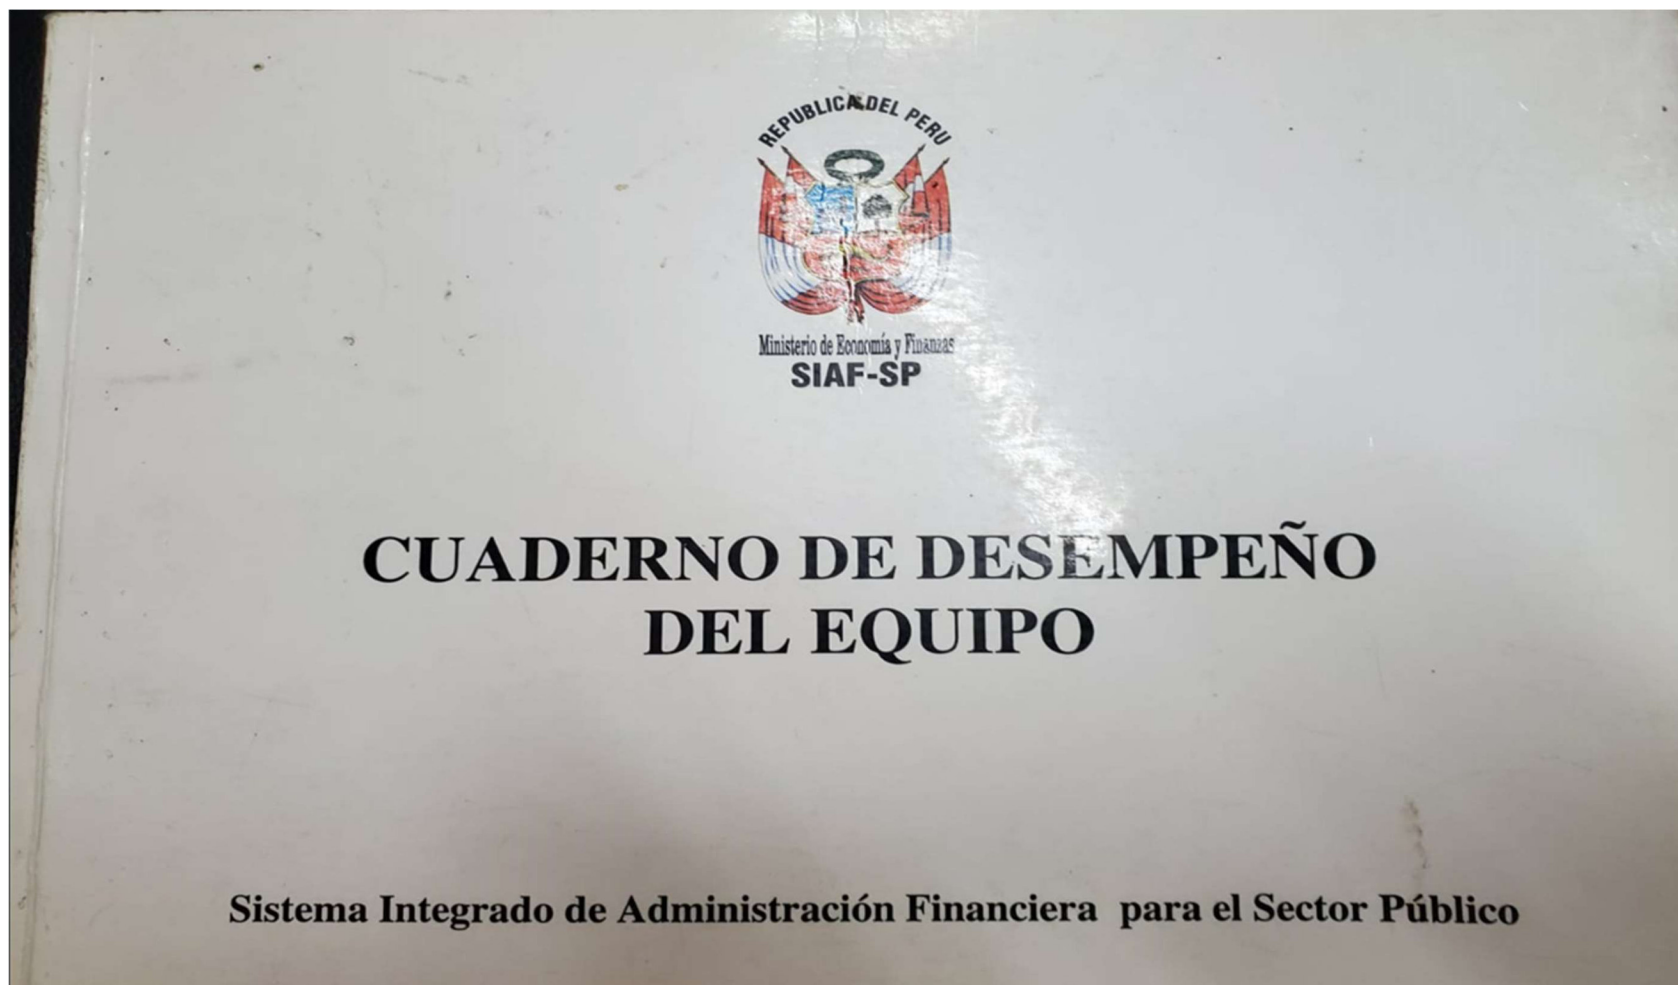 REPUBLICA DEL PERU
Ministerio de Economía y Finanzas
SIAF-SP
CUADERNO DE DESEMPEÑO
DEL EQUIPO
Sistema Integrado de Administración Financiera para el Sector Público